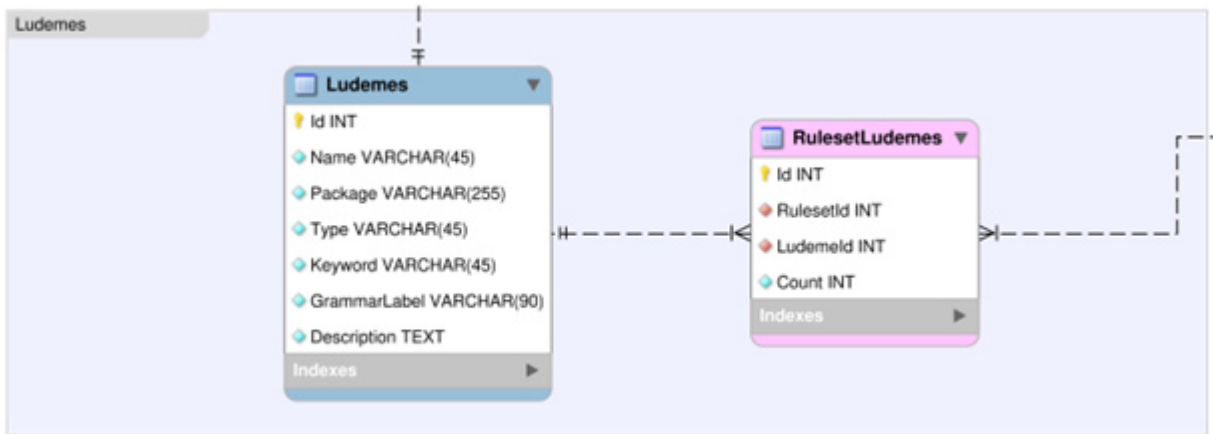 Ludemes
Ludemes
Id INT
Name VARCHAR(45)
Package VARCHAR(255)
Type VARCHAR(45)
Keyword VARCHAR(45)
GrammarLabel VARCHAR(90)
Description TEXT
Indexes
RulesetLudemes
Id INT
RulesetId INT
LudemeId INT
Count INT
Indexes